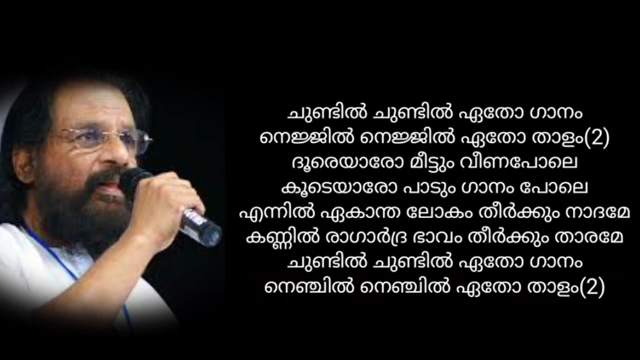 ചുണ്ടിൽ ചുണ്ടിൽ ഏതോ ഗാനം
നെജ്ജിൽ നെജ്ജിൽ ഏതോ താളം(2)
ദൂരെയാരോ മീട്ടും വീണപോലെ
കൂടെയാരോ പാടും ഗാനം പോലെ
എന്നിൽ ഏകാന്ത ലോകം തീർക്കും നാദമേ
കണ്ണിൽ രാഗാർദ്ര ഭാവം തീർക്കും താരമേ
ചുണ്ടിൽ ചുണ്ടിൽ ഏതോ ഗാനം
നെഞ്ചിൽ നെഞ്ചിൽ ഏതോ താളം(2)